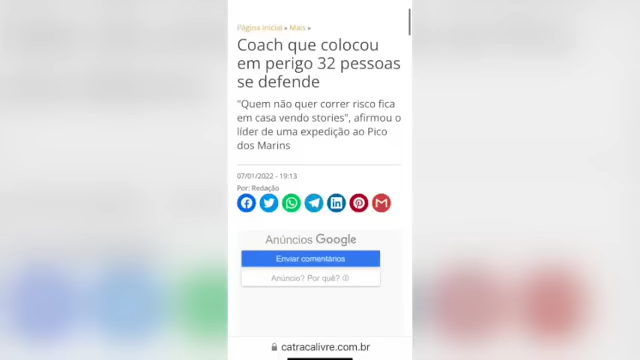 Página Inicial » Mais »
Coach que colocou
em perigo 32 pessoas
se defende
"Quem não quer correr risco fica
em casa vendo stories", afirmou o
líder de uma expedição ao Pico
dos Marins
07/01/2022 - 19:13
Por: Redação
Anúncios Google
Enviar comentários
Anúncio? Por quê?
catracalivre.com.br